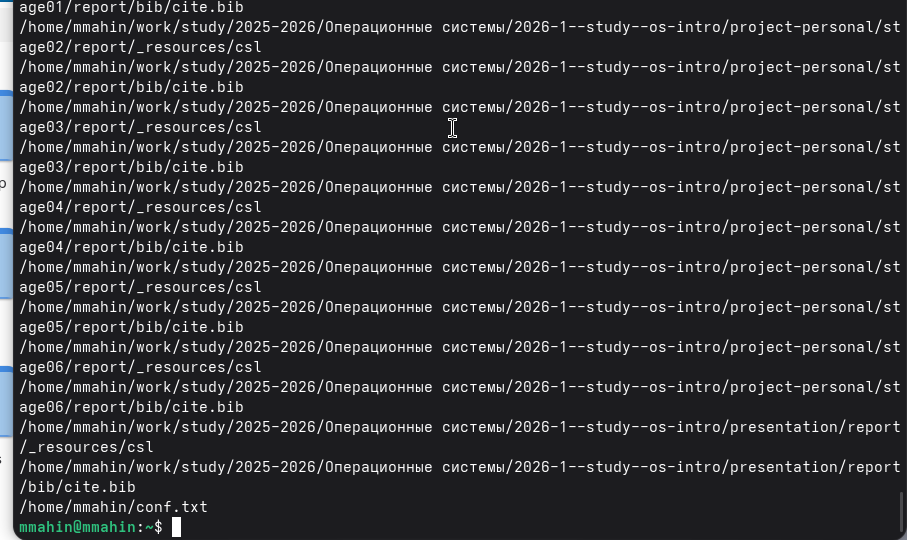 age01/report/bib/cite.bib
/home/mmahin/work/study/2025-2026/Операционные системы/2026-1--study--os-intro/project-personal/st
age02/report/_resources/csl
/home/mmahin/work/study/2025-2026/Операционные системы/2026-1--study--os-intro/project-personal/st
age02/report/bib/cite.bib
/home/mmahin/work/study/2025-2026/Операционные системы/2026-1--study--os-intro/project-personal/st
age03/report/_resources/csl
/home/mmahin/work/study/2025-2026/Операционные системы/2026-1--study--os-intro/project-personal/st
age03/report/bib/cite.bib
/home/mmahin/work/study/2025-2026/Операционные системы/2026-1--study--os-intro/project-personal/st
age04/report/_resources/csl
/home/mmahin/work/study/2025-2026/Операционные системы/2026-1--study--os-intro/project-personal/st
age04/report/bib/cite.bib
/home/mmahin/work/study/2025-2026/Операционные системы/2026-1--study--os-intro/project-personal/st
age05/report/_resources/csl
/home/mmahin/work/study/2025-2026/Операционные системы/2026-1--study--os-intro/project-personal/st
age05/report/bib/cite.bib
/home/mmahin/work/study/2025-2026/Операционные системы/2026-1--study--os-intro/project-personal/st
age06/report/_resources/csl
/home/mmahin/work/study/2025-2026/Операционные системы/2026-1--study--os-intro/project-personal/st
age06/report/bib/cite.bib
/home/mmahin/work/study/2025-2026/Операционные системы/2026-1--study--os-intro/presentation/report
/_resources/csl
/home/mmahin/work/study/2025-2026/Операционные системы/2026-1--study--os-intro/presentation/report
/bib/cite.bib
/home/mmahin/conf.txt
mmahin@mmahin:~$